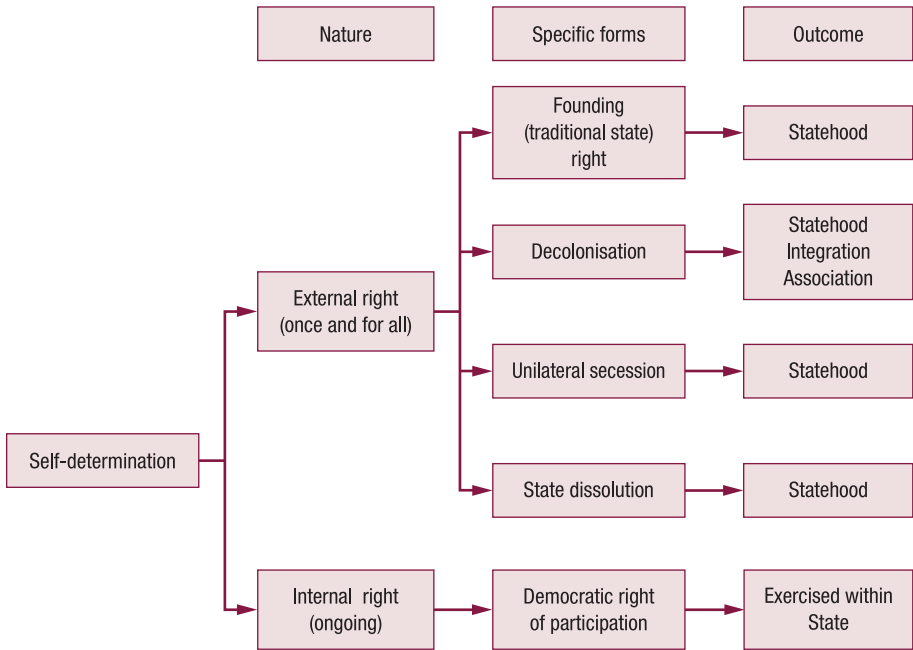 Nature
Specific forms
Outcome
Founding
(traditional state)
right
Statehood
Decolonisation
Statehood
Integration
Association
External right
(once and for all)
Unilateral secession
Statehood
Self-determination
State dissolution
Statehood
Internal right
(ongoing)
Democratic right
of participation
Exercised within
State